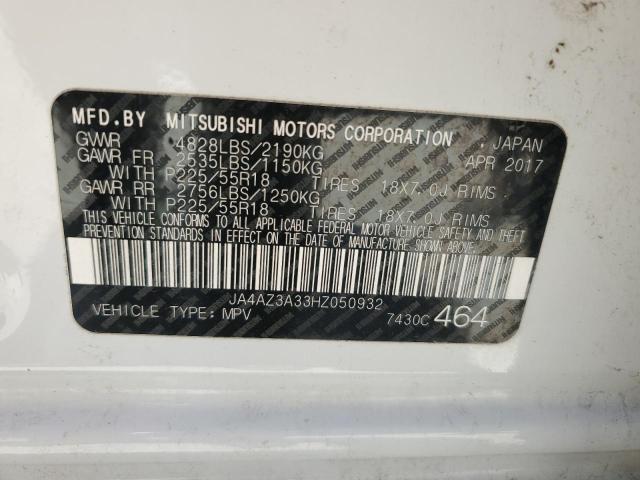 MFD.BY MITSUBISHI MOTORS CORPORATION JAPAN
GVWR 4828LBS/2190KG APR 2017
GAWR FR 2535LBS/1150KG
WITH P225/55R18 TIRES 18X7.0J RIMS
GAWR RR 2756LBS/1250KG
WITH P225/55R18 TIRES 18X7.0J RIMS
THIS VEHICLE CONFORMS TO ALL APPLICABLE FEDERAL MOTOR VEHICLE SAFETY AND THEFT
PREVENTION STANDARDS IN EFFECT ON THE DATE OF MANUFACTURE SHOWN ABOVE.
JA4AZ3A33HZ050932
VEHICLE TYPE: MPV 7430C 464